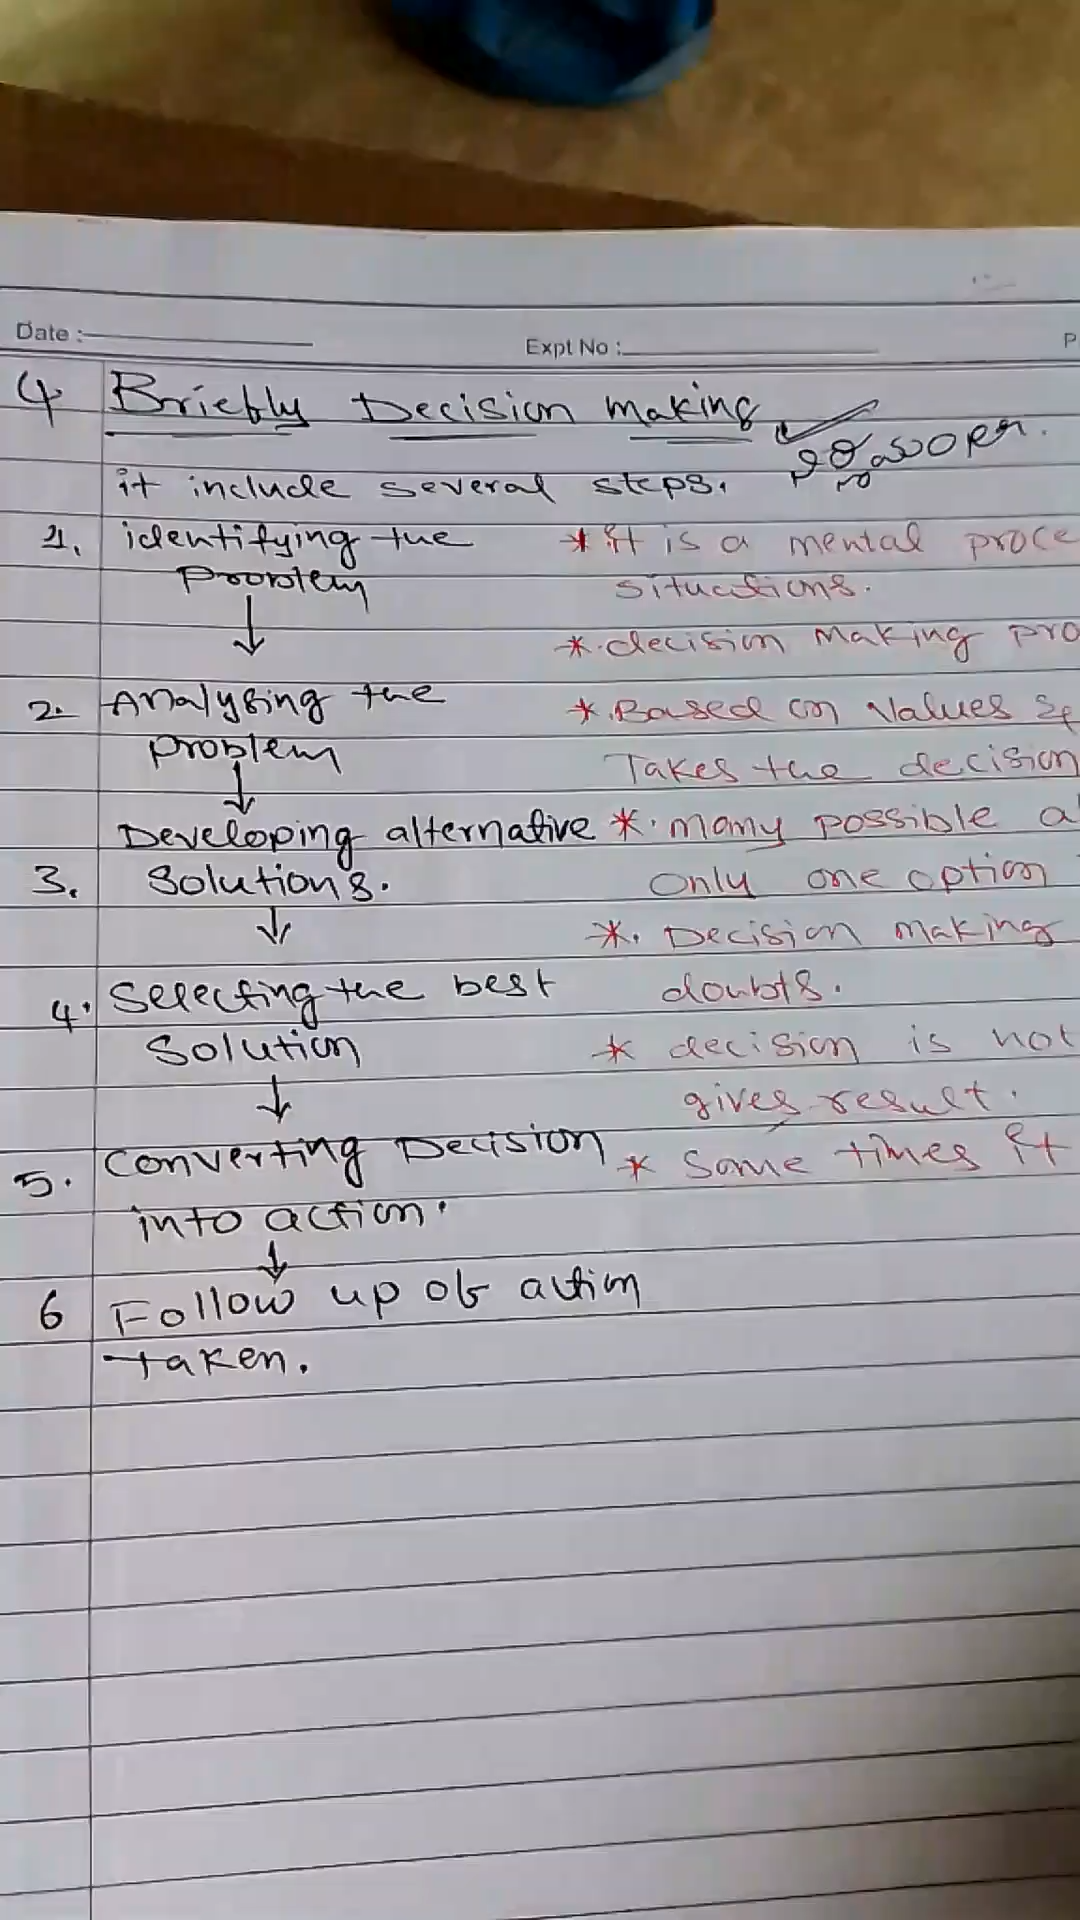 Date :
Expt No :
P
4 Briefly Decision making
it include several steps.
1. identifying the
problem
↓
2. Analysing the
problem
↓
Developing alternative
3. Solutions.
↓
4. Selecting the best
Solution
↓
5. Converting Decision
into action.
↓
6 Follow up of action
taken.
* it is a mental proce
situations.
*. decision making pro
*. Based on values &
Takes the decision
*. many possible a
Only one option
*. Decision making
doubts.
* decision is not
gives result.
* Some times it